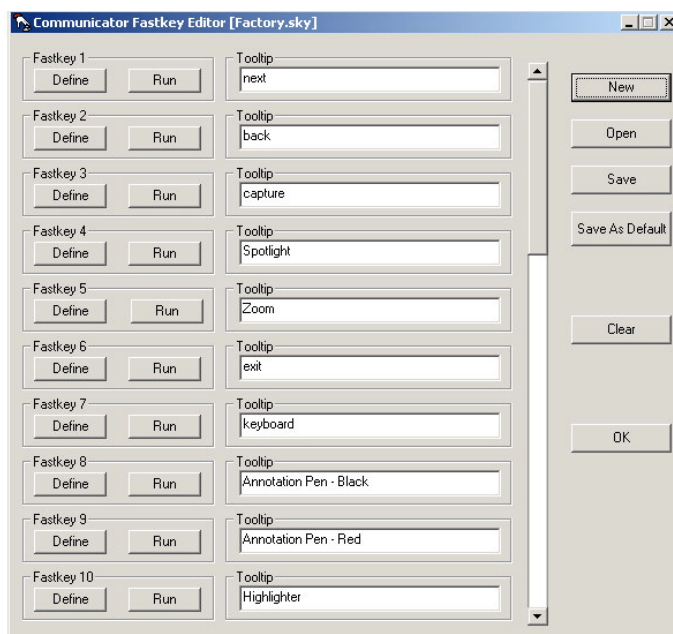 Communicator Fastkey Editor [Factory.sky]
Fastkey 1
Tooltip
Define
Run
next
New
Fastkey 2
Tooltip
Define
Run
back
Open
Fastkey 3
Tooltip
Define
Run
capture
Save
Fastkey 4
Tooltip
Define
Run
Spotlight
Save As Default
Fastkey 5
Tooltip
Define
Run
Zoom
Clear
Fastkey 6
Tooltip
Define
Run
exit
Fastkey 7
Tooltip
Define
Run
keyboard
OK
Fastkey 8
Tooltip
Define
Run
Annotation Pen - Black
Fastkey 9
Tooltip
Define
Run
Annotation Pen - Red
Fastkey 10
Tooltip
Define
Run
Highlighter